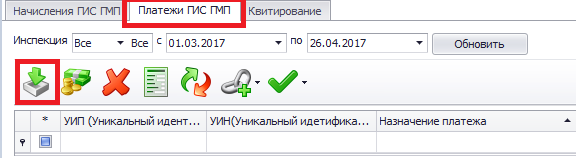 Начисления ГИС ГМП Платежи ГИС ГМП Квитирование
Инспекция Все Все с 01.03.2017 по 26.04.2017 Обновить
* УИП (Уникальный идент... УИН(Уникальный идетифика... Назначение платежа